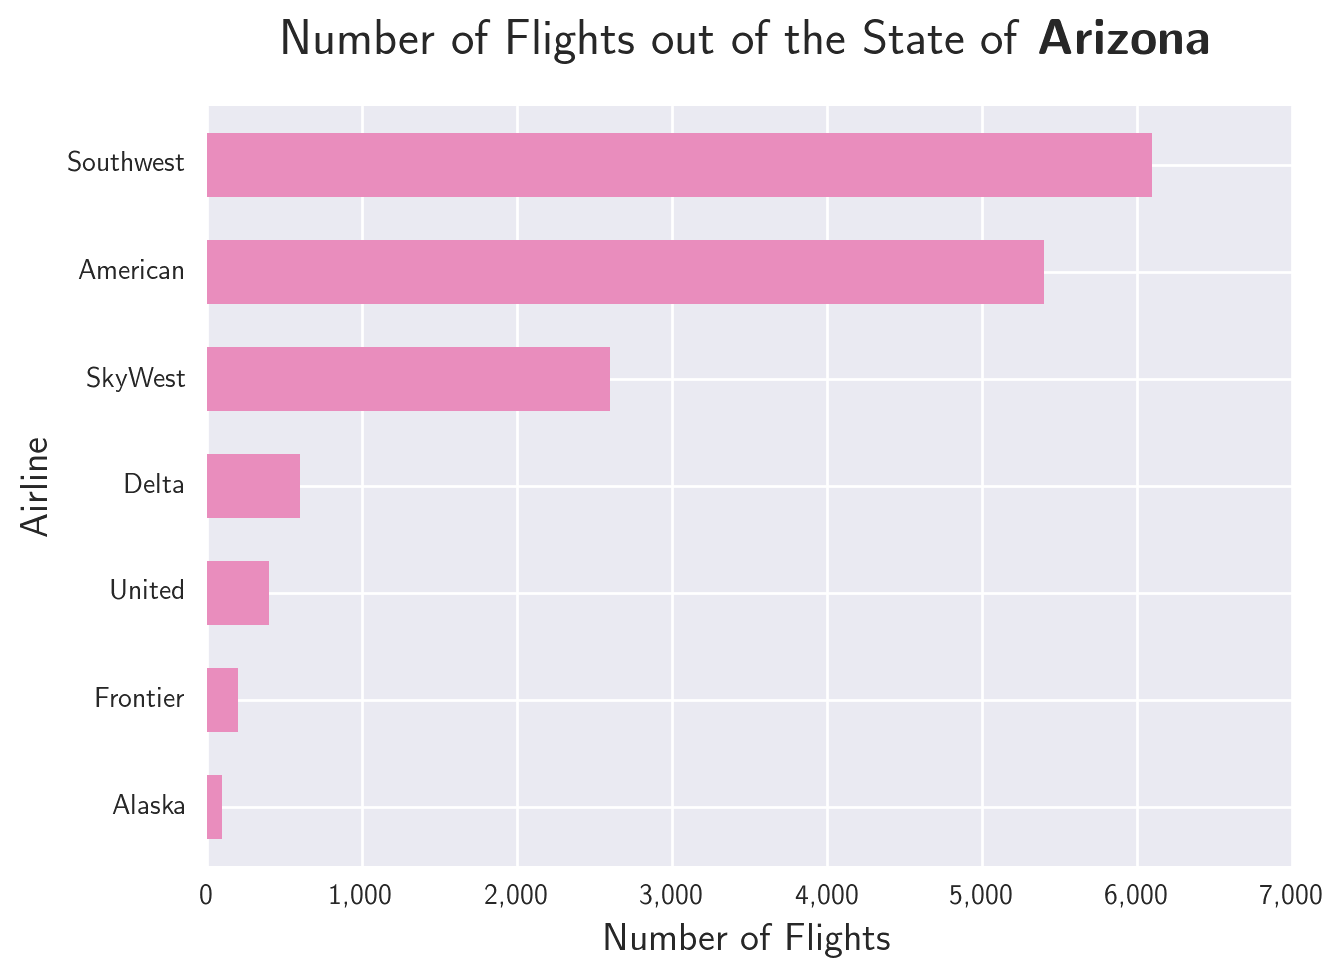 Number of Flights out of the State of Arizona
Southwest
American
SkyWest
Delta
United
Frontier
Alaska
Airline
0 1,000 2,000 3,000 4,000 5,000 6,000 7,000
Number of Flights